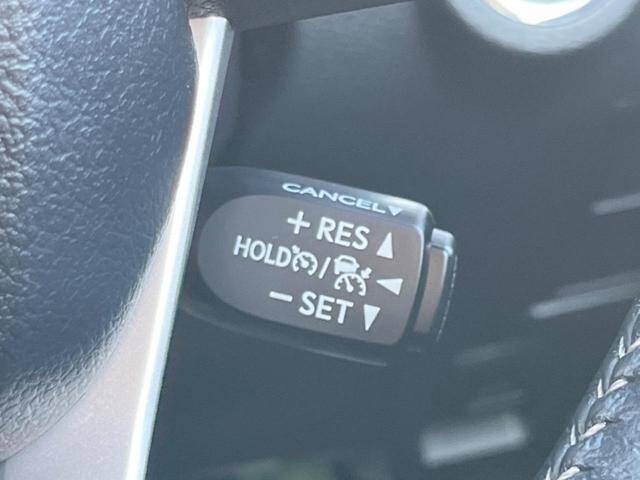 CANCEL▼
+ RES ▲
HOLD / ◀
− SET ▼